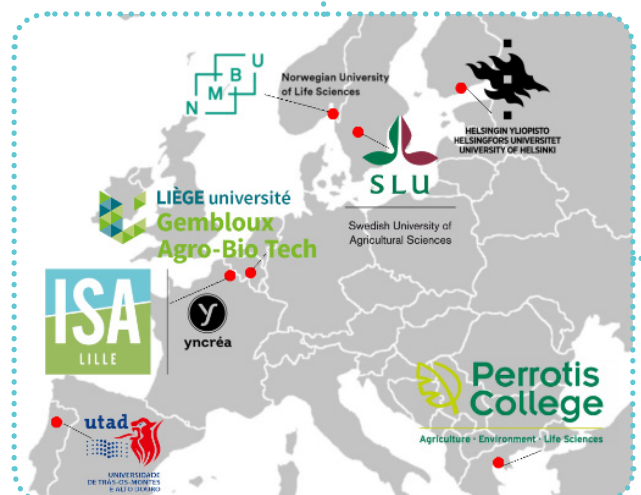 N M B U
Norwegian University
of Life Sciences
HELSINGIN YLIOPISTO
HELSINGFORS UNIVERSITET
UNIVERSITY OF HELSINKI
SLU
Swedish University of
Agricultural Sciences
LIÈGE université
Gembloux
Agro-Bio Tech
ISA
LILLE
y
yncréa
Perrotis
College
Agriculture · Environment · Life Sciences
utad
UNIVERSIDADE
DE TRÁS-OS-MONTES
E ALTO DOURO